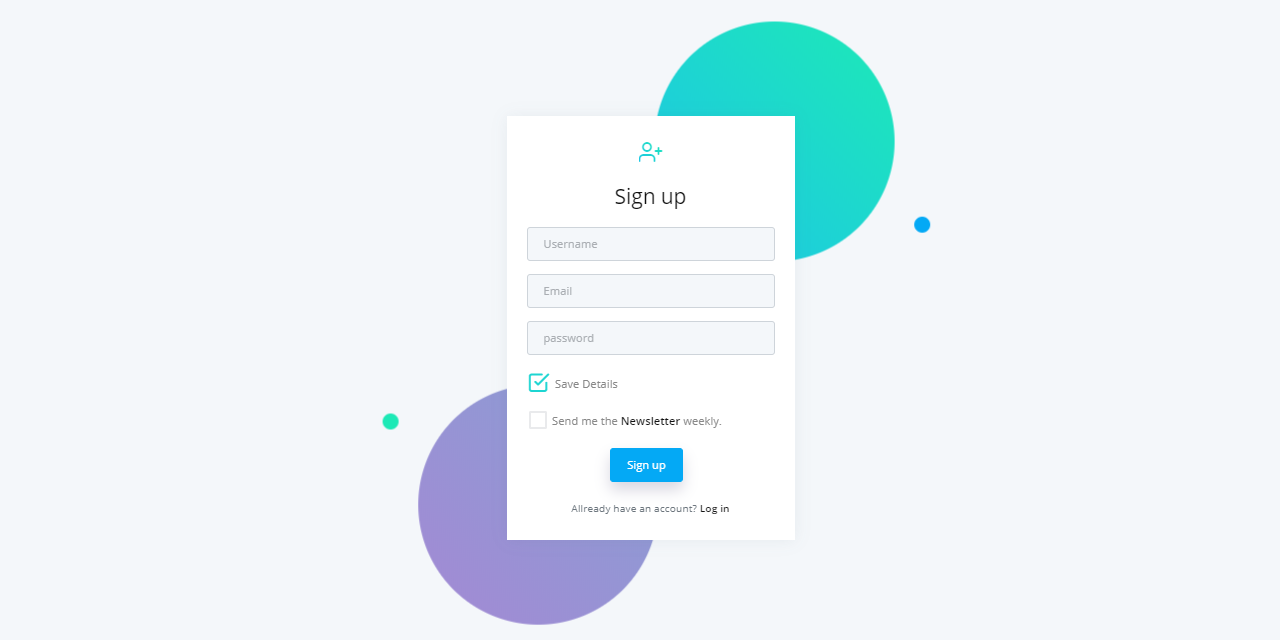 Sign up
Username
Email
password
Save Details
Send me the Newsletter weekly.
Sign up
Allready have an account? Log in